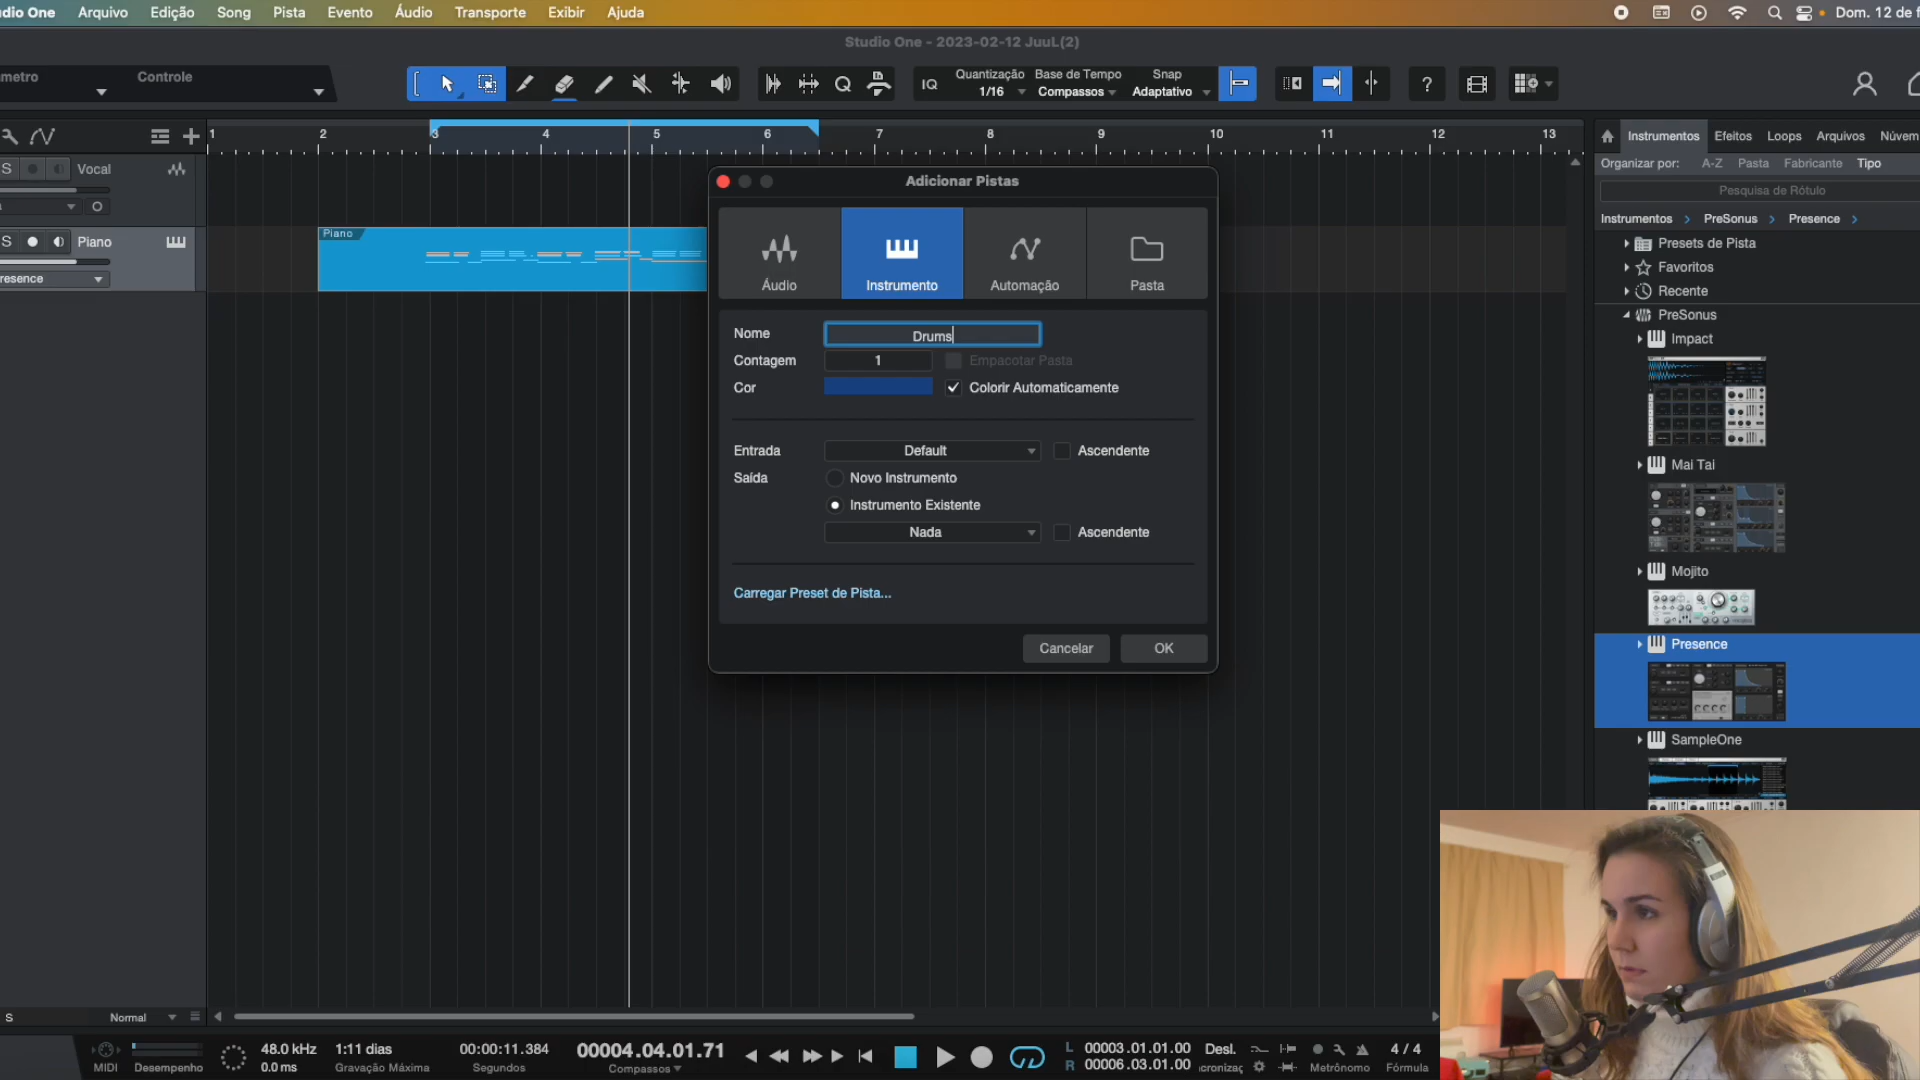 udio One Arquivo Edição Song Pista Evento Áudio Transporte Exibir Ajuda Dom. 12 de f
Studio One - 2023-02-12 JuuL(2)
metro Controle
IQ Quantização 1/16 Base de Tempo Compassos Snap Adaptativo ?
1 2 3 4 5 6 7 8 9 10 11 12 13
S Vocal
S Piano
resence
Piano
Adicionar Pistas
Áudio Instrumento Automação Pasta
Nome Drums
Contagem 1 Empacotar Pasta
Cor Colorir Automaticamente
Entrada Default Ascendente
Saída Novo Instrumento
Instrumento Existente
Nada Ascendente
Carregar Preset de Pista...
Cancelar OK
Instrumentos Efeitos Loops Arquivos Núvem
Organizar por: A-Z Pasta Fabricante Tipo
Pesquisa de Rótulo
Instrumentos > PreSonus > Presence >
Presets de Pista
Favoritos
Recente
PreSonus
Impact
Mai Tai
Mojito
Presence
SampleOne
S Normal
MIDI Desempenho
48.0 kHz
0.0 ms
1:11 dias
Gravação Máxima
00:00:11.384
Segundos
00004.04.01.71
Compassos
L 00003.01.01.00
R 00006.03.01.00
Desl.
cronizaç
Metrônomo
4 / 4
Fórmula